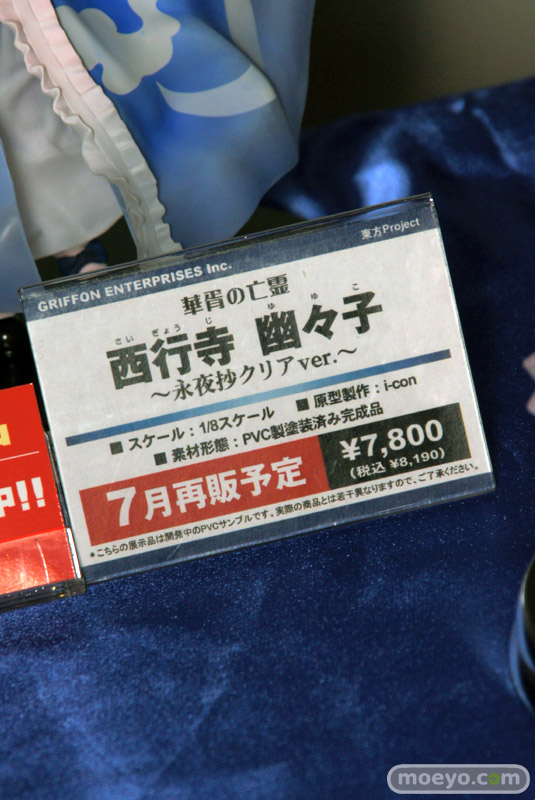 東方Project
GRIFFON ENTERPRISES Inc.
華胥の亡霊
さい ぎょう じ ゆ ゆ こ
西行寺 幽々子
～永夜抄クリアver.～
■ スケール：1/8スケール ■ 原型製作：i-con
■ 素材形態：PVC製塗装済み完成品
7月再販予定
¥7,800
(税込 ¥8,190)
＊こちらの展示品は開発中のPVCサンプルです。実際の商品とは若干異なりますので、ご了承ください。
中!!
moeyo.com